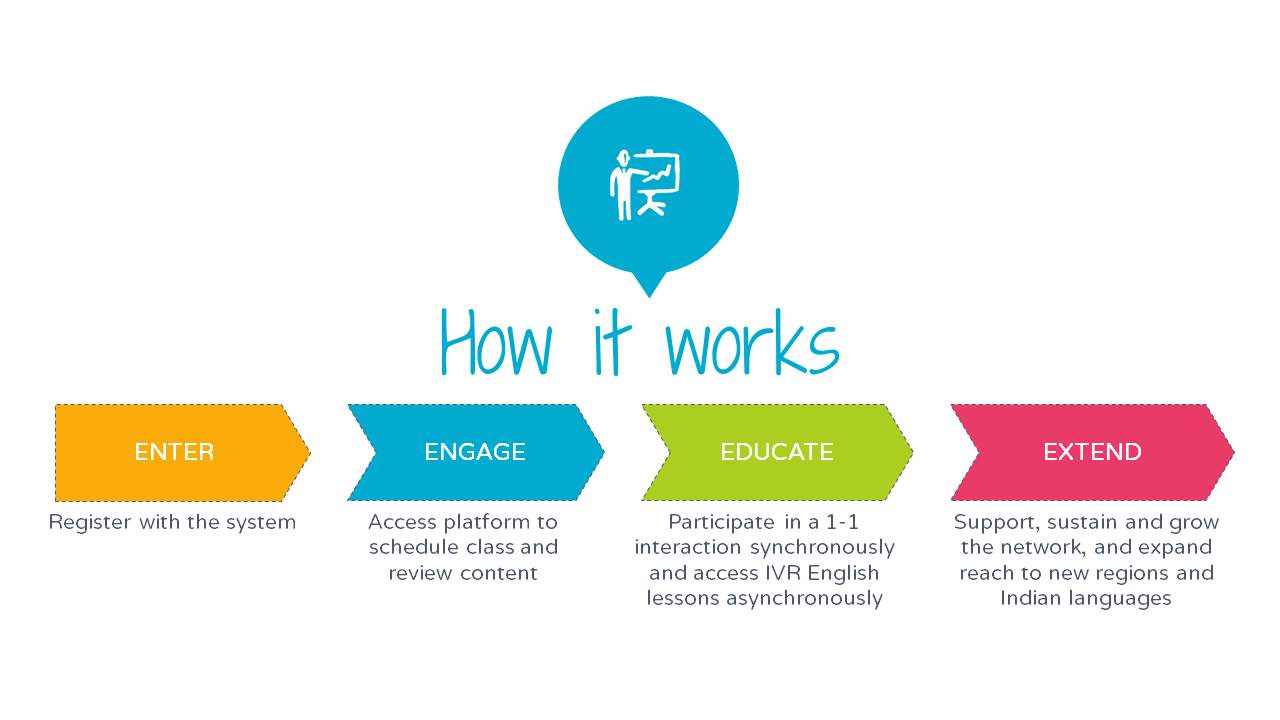 How it works
ENTER
Register with the system
ENGAGE
Access platform to
schedule class and
review content
EDUCATE
Participate in a 1-1
interaction synchronously
and access IVR English
lessons asynchronously
EXTEND
Support, sustain and grow
the network, and expand
reach to new regions and
Indian languages